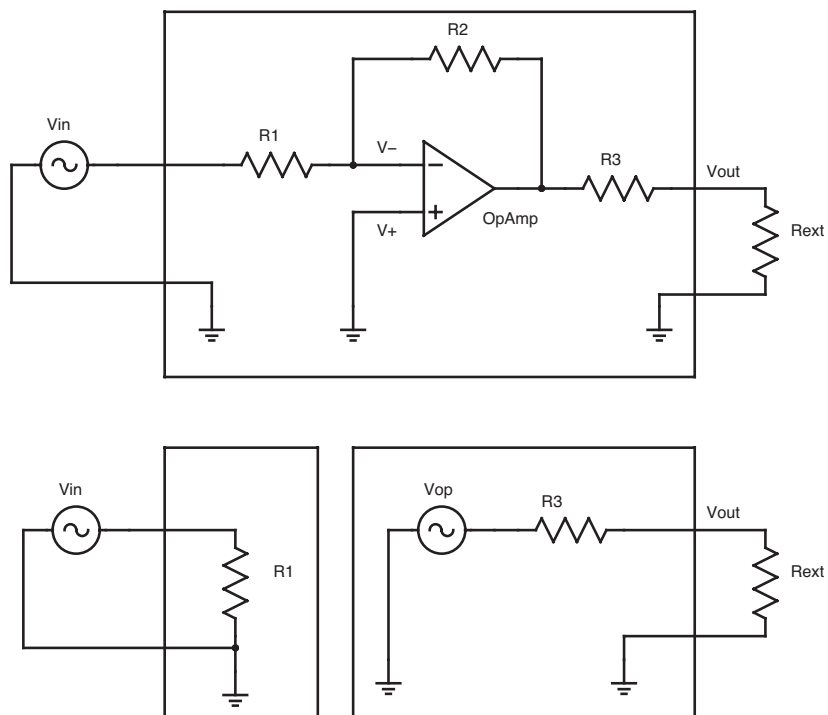 R2
Vin
R1
V−
R3
Vout
−
+
OpAmp
V+
Rext
Vin
Vop
R3
Vout
R1
Rext